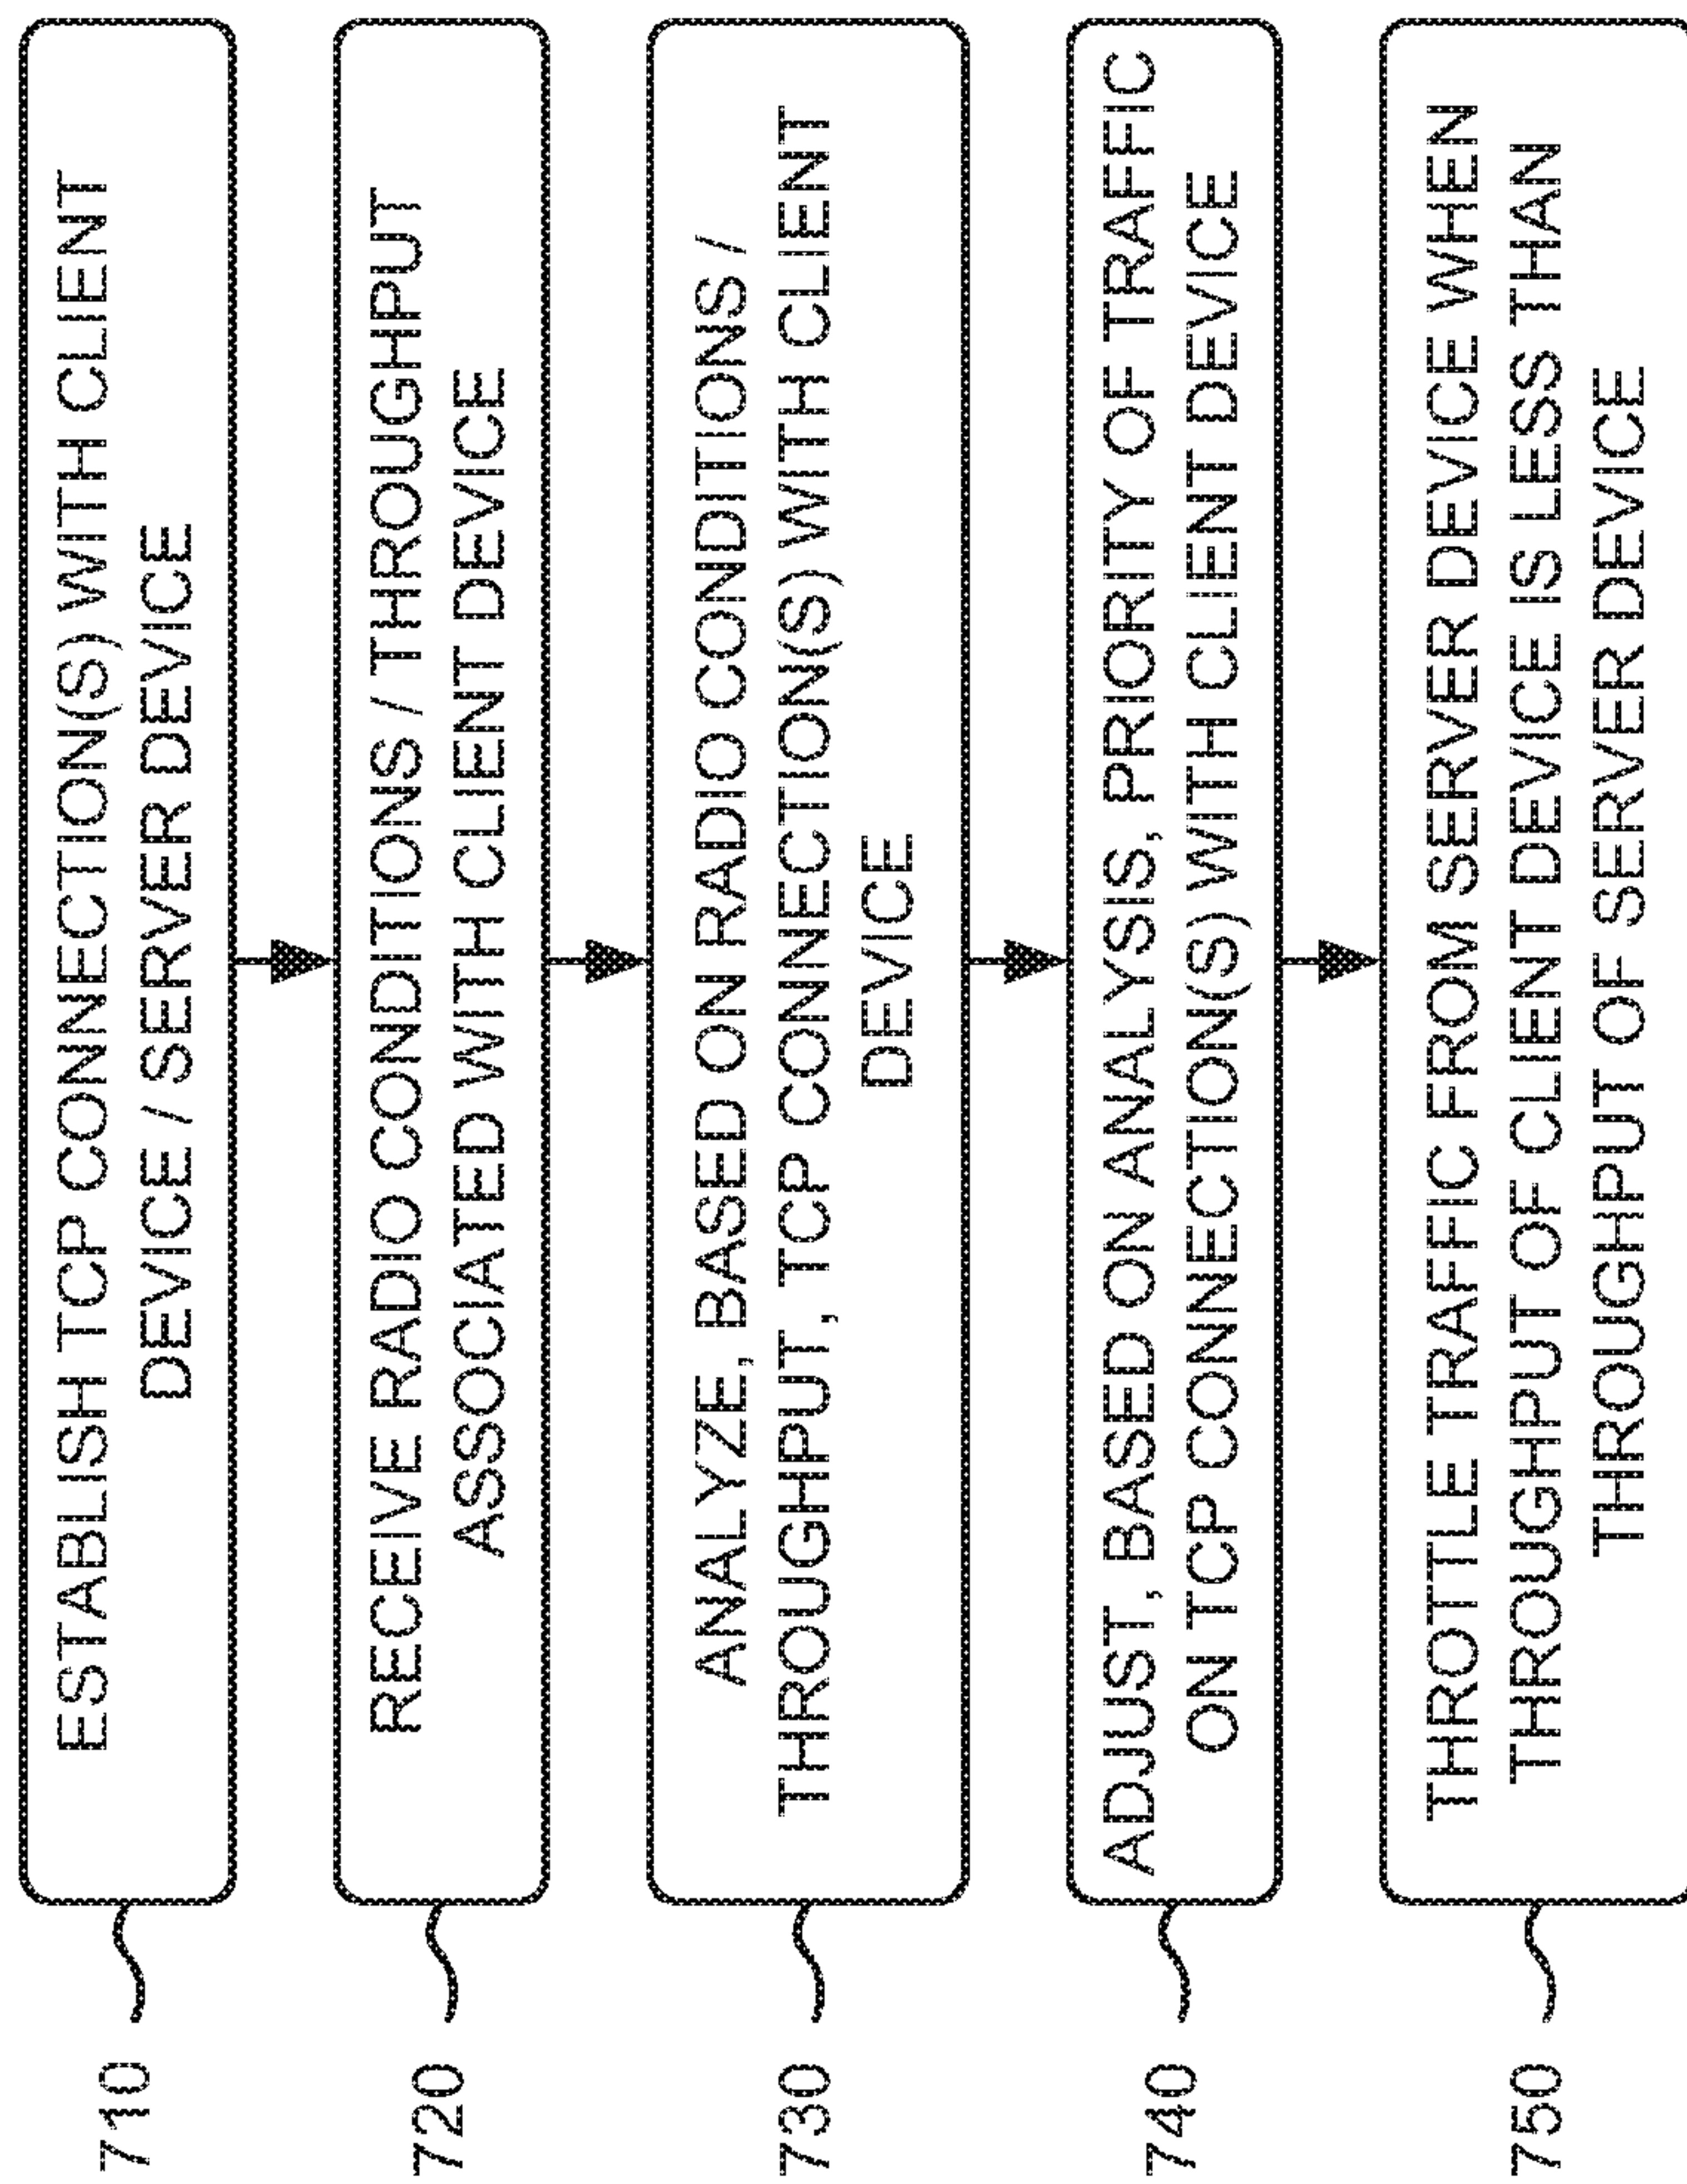 710
ESTABLISH TCP CONNECTION(S) WITH CLIENT
DEVICE / SERVER DEVICE
720
RECEIVE RADIO CONDITIONS / THROUGHPUT
ASSOCIATED WITH CLIENT DEVICE
730
ANALYZE, BASED ON RADIO CONDITIONS /
THROUGHPUT, TCP CONNECTION(S) WITH CLIENT
DEVICE
740
ADJUST, BASED ON ANALYSIS, PRIORITY OF TRAFFIC
ON TCP CONNECTION(S) WITH CLIENT DEVICE
750
THROTTLE TRAFFIC FROM SERVER DEVICE WHEN
THROUGHPUT OF CLIENT DEVICE IS LESS THAN
THROUGHPUT OF SERVER DEVICE